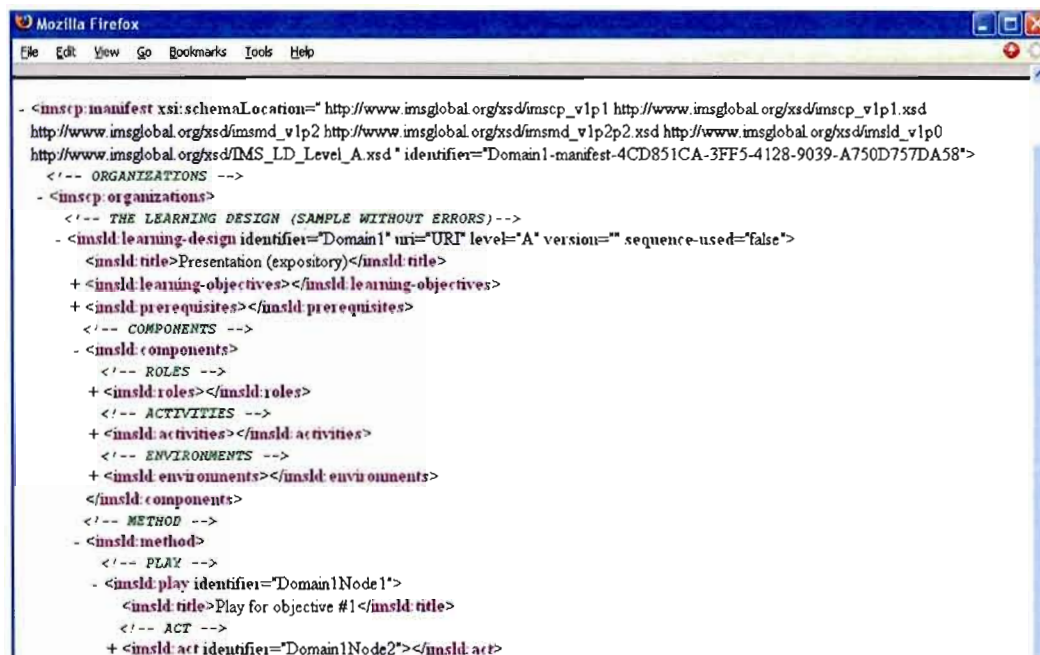 Mozilla Firefox
File Edit View Go Bookmarks Tools Help
- <imscp:manifest xsi:schemaLocation=" http://www.imsglobal.org/xsd/imscp_v1p1 http://www.imsglobal.org/xsd/imscp_v1p1.xsd
http://www.imsglobal.org/xsd/imsmd_v1p2 http://www.imsglobal.org/xsd/imsmd_v1p2p2.xsd http://www.imsglobal.org/xsd/imsld_v1p0
http://www.imsglobal.org/xsd/IMS_LD_Level_A.xsd " identifier="Domain1-manifest-4CD851CA-3FF5-4128-9039-A750D757DA58">
<!-- ORGANIZATIONS -->
- <imscp:organizations>
<!-- THE LEARNING DESIGN (SAMPLE WITHOUT ERRORS)-->
- <imsld:learning-design identifier="Domain1" uri="URI" level="A" version="" sequence-used="false">
<imsld:title>Presentation (expository)</imsld:title>
+ <imsld:learning-objectives></imsld:learning-objectives>
+ <imsld:prerequisites></imsld:prerequisites>
<!-- COMPONENTS -->
- <imsld:components>
<!-- ROLES -->
+ <imsld:roles></imsld:roles>
<!-- ACTIVITIES -->
+ <imsld:activities></imsld:activities>
<!-- ENVIRONMENTS -->
+ <imsld:environments></imsld:environments>
</imsld:components>
<!-- METHOD -->
- <imsld:method>
<!-- PLAY -->
- <imsld:play identifier="Domain1Node1">
<imsld:title>Play for objective #1</imsld:title>
<!-- ACT -->
+ <imsld:act identifier="Domain1Node2"></imsld:act>